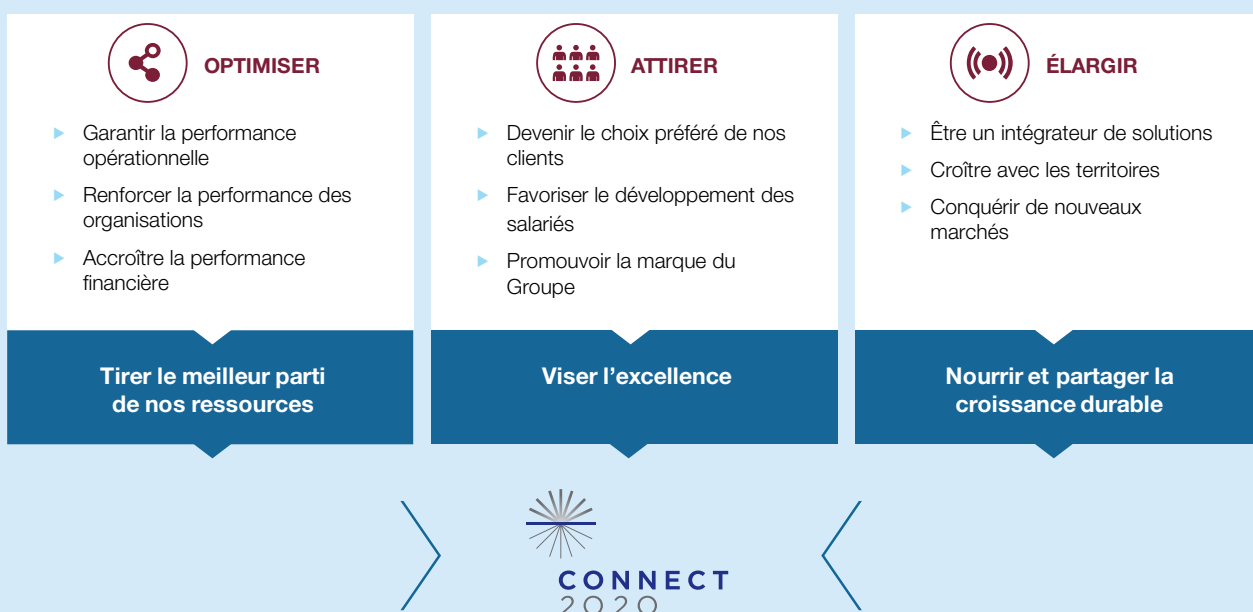 OPTIMISER
Garantir la performance
opérationnelle
Renforcer la performance des
organisations
Accroître la performance
financière
Tirer le meilleur parti
de nos ressources
ATTIRER
Devenir le choix préféré de nos
clients
Favoriser le développement des
salariés
Promouvoir la marque du
Groupe
Viser l’excellence
ÉLARGIR
Être un intégrateur de solutions
Croître avec les territoires
Conquérir de nouveaux
marchés
Nourrir et partager la
croissance durable
CONNECT
2020